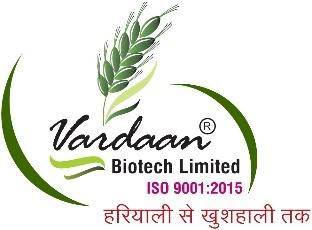 Vardaan®
Biotech Limited
ISO 9001:2015
हरियाली से खुशहाली तक